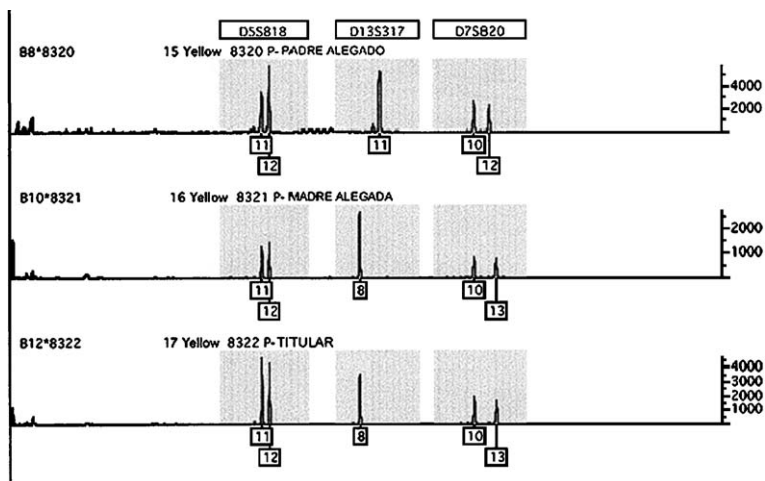 D5S818 D13S317 D7S820
B8*8320 15 Yellow 8320 P- PADRE ALEGADO
4000
2000
11 11 10
12 12
B10*8321 16 Yellow 8321 P- MADRE ALEGADA
2000
1000
11 8 10
12 13
B12*8322 17 Yellow 8322 P- TITULAR
4000
3000
2000
1000
11 8 10
12 13